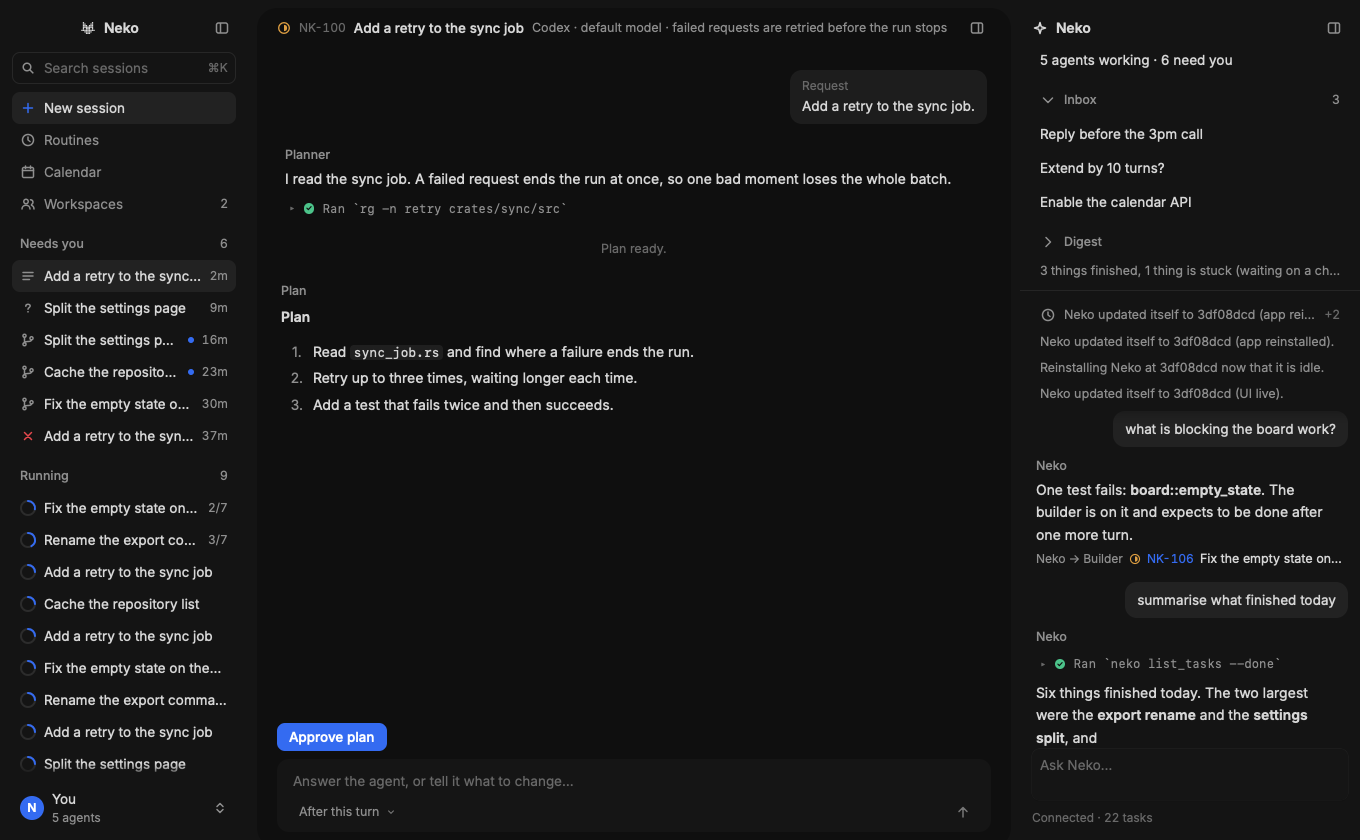 Neko
Search sessions ⌘K
New session
Routines
Calendar
Workspaces 2
Needs you 6
Add a retry to the sync... 2m
? Split the settings page 9m
Split the settings p... 16m
Cache the reposito... 23m
Fix the empty state o... 30m
Add a retry to the syn... 37m
Running 9
Fix the empty state on... 2/7
Rename the export co... 3/7
Add a retry to the sync job
Cache the repository list
Add a retry to the sync job
Fix the empty state on the...
Rename the export comma...
Add a retry to the sync job
Split the settings page
N
You
5 agents
NK-100 Add a retry to the sync job Codex · default model · failed requests are retried before the run stops
Request
Add a retry to the sync job.
Planner
I read the sync job. A failed request ends the run at once, so one bad moment loses the whole batch.
Ran `rg -n retry crates/sync/src`
Plan ready.
Plan
Plan
1. Read sync_job.rs and find where a failure ends the run.
2. Retry up to three times, waiting longer each time.
3. Add a test that fails twice and then succeeds.
Approve plan
Answer the agent, or tell it what to change...
After this turn
Neko
5 agents working · 6 need you
Inbox 3
Reply before the 3pm call
Extend by 10 turns?
Enable the calendar API
Digest
3 things finished, 1 thing is stuck (waiting on a ch...
Neko updated itself to 3df08dcd (app rei... +2
Neko updated itself to 3df08dcd (app reinstalled).
Reinstalling Neko at 3df08dcd now that it is idle.
Neko updated itself to 3df08dcd (UI live).
what is blocking the board work?
Neko
One test fails: board::empty_state. The
builder is on it and expects to be done after
one more turn.
Neko → Builder NK-106 Fix the empty state on...
summarise what finished today
Neko
Ran `neko list_tasks --done`
Six things finished today. The two largest
were the export rename and the settings
split, and
Ask Neko...
Connected · 22 tasks